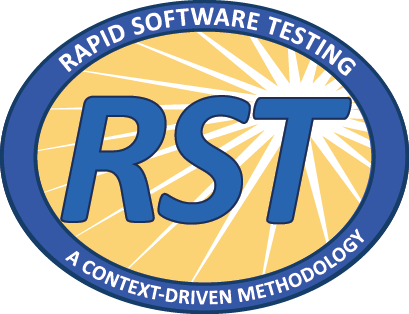 RAPID SOFTWARE TESTING
RST
A CONTEXT-DRIVEN METHODOLOGY